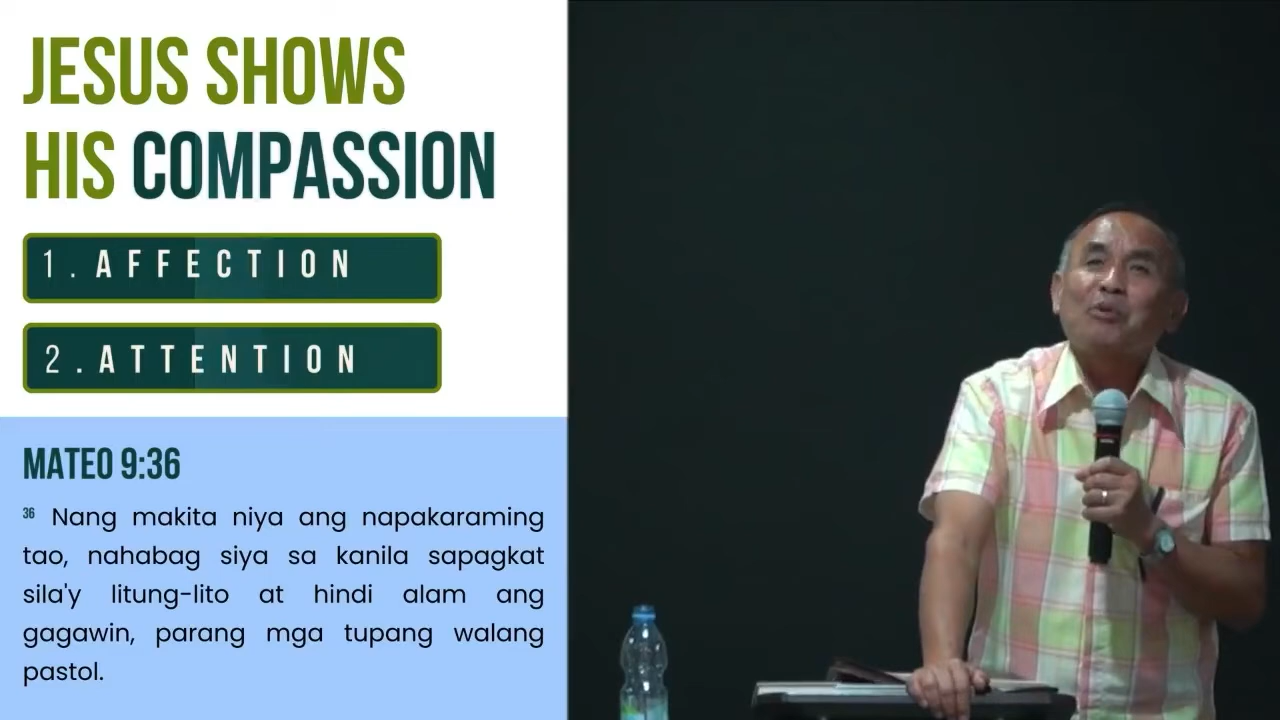 JESUS SHOWS
HIS COMPASSION
1. AFFECTION
2. ATTENTION
MATEO 9:36
36 Nang makita niya ang napakaraming
tao, nahabag siya sa kanila sapagkat
sila'y litung-lito at hindi alam ang
gagawin, parang mga tupang walang
pastol.